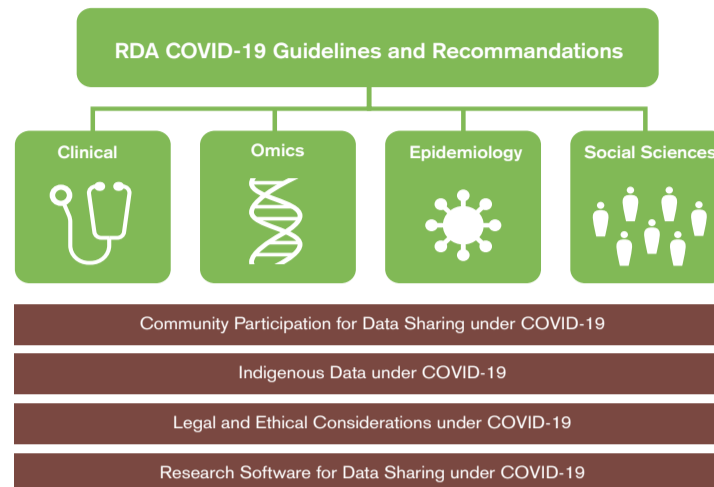 RDA COVID-19 Guidelines and Recommandations
Clinical
Omics
Epidemiology
Social Sciences
Community Participation for Data Sharing under COVID-19
Indigenous Data under COVID-19
Legal and Ethical Considerations under COVID-19
Research Software for Data Sharing under COVID-19